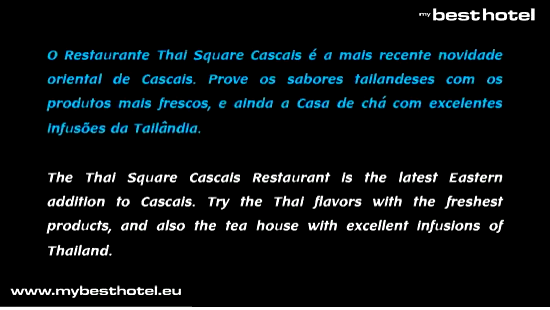 my besthotel
O Restaurante Thai Square Cascais é a mais recente novidade
oriental de Cascais. Prove os sabores tailandeses com os
produtos mais frescos, e ainda a Casa de chá com excelentes
infusões da Tailândia.
The Thai Square Cascais Restaurant is the latest Eastern
addition to Cascais. Try the Thai flavors with the freshest
products, and also the tea house with excellent infusions of
Thailand.
www.mybesthotel.eu